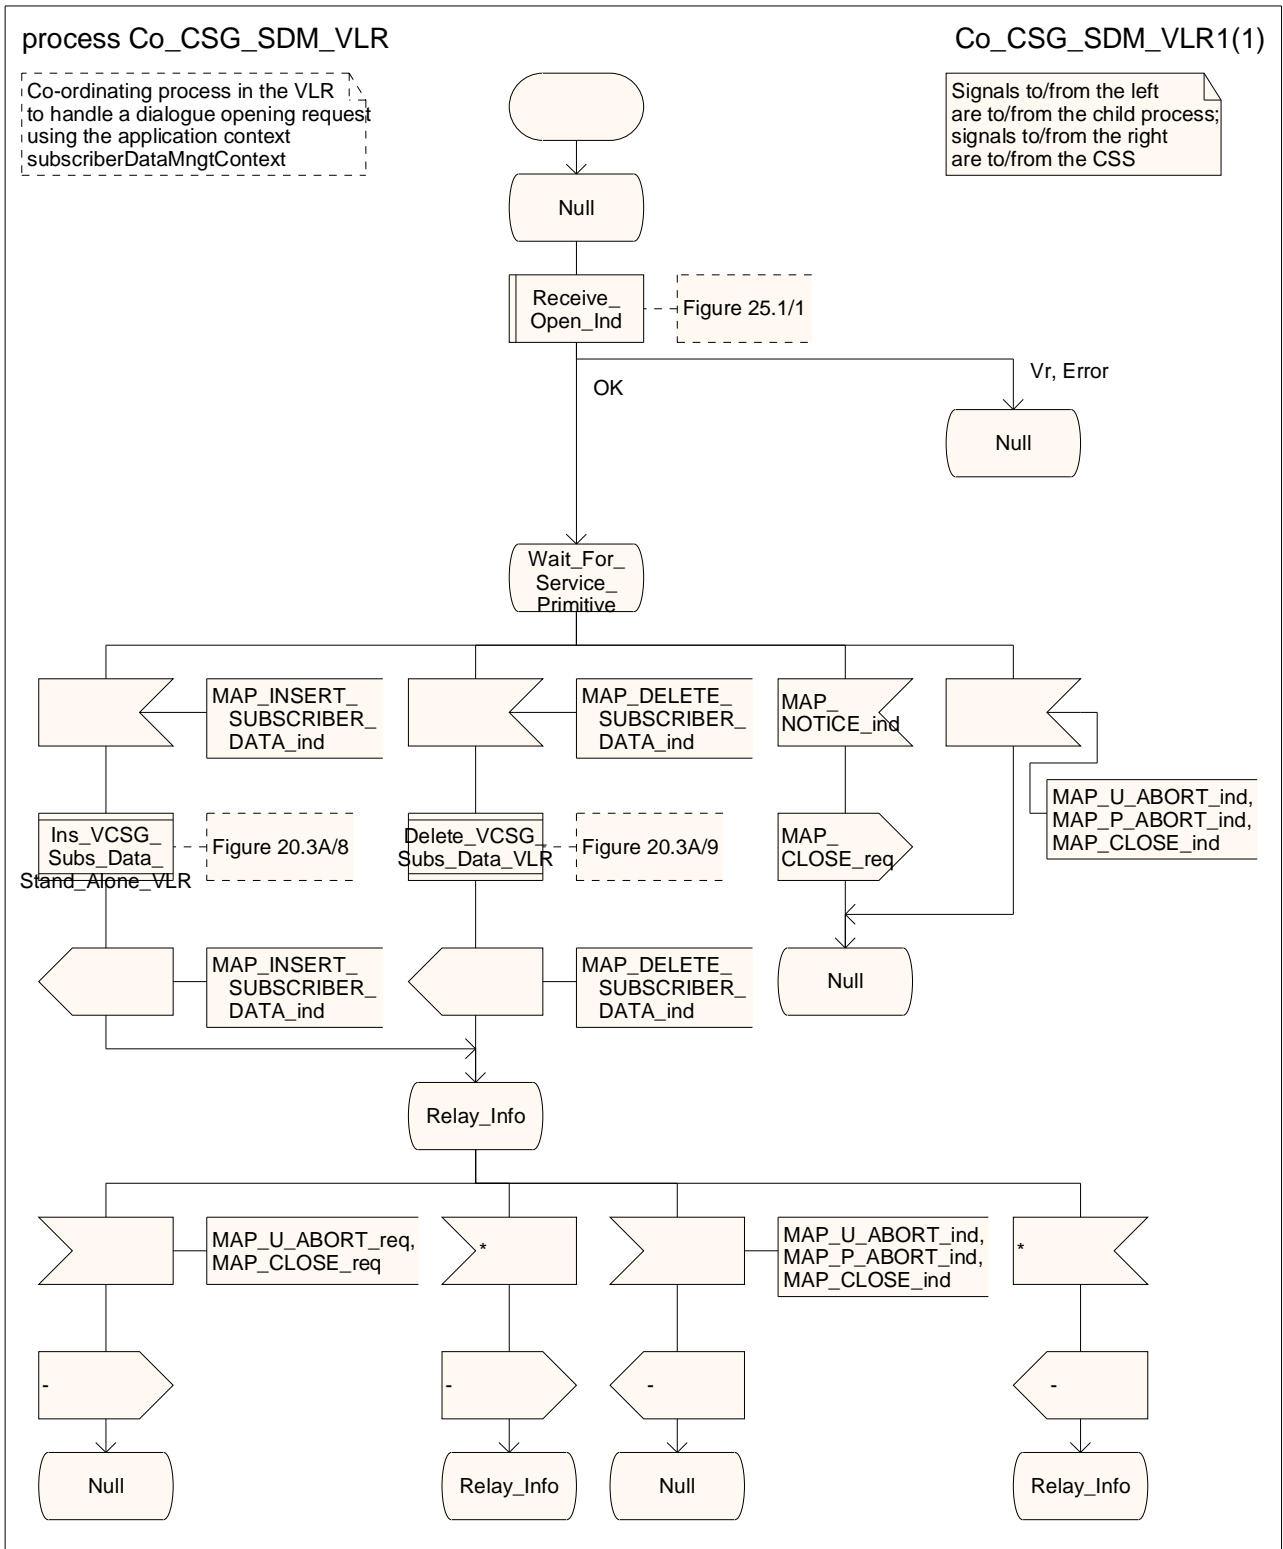 process Co_CSG_SDM_VLR
Co_CSG_SDM_VLR1(1)
Co-ordinating process in the VLR
to handle a dialogue opening request
using the application context
subscriberDataMngtContext
Signals to/from the left
are to/from the child process;
signals to/from the right
are to/from the CSS
Null
Receive_
Open_Ind
Figure 25.1/1
OK
Vr, Error
Null
Wait_For_
Service_
Primitive
MAP_INSERT_
SUBSCRIBER_
DATA_ind
MAP_DELETE_
SUBSCRIBER_
DATA_ind
MAP_
NOTICE_ind
MAP_U_ABORT_ind,
MAP_P_ABORT_ind,
MAP_CLOSE_ind
Ins_VCSG_
Subs_Data_
Stand_Alone_VLR
Figure 20.3A/8
Delete_VCSG_
Subs_Data_VLR
Figure 20.3A/9
MAP_
CLOSE_req
MAP_INSERT_
SUBSCRIBER_
DATA_ind
MAP_DELETE_
SUBSCRIBER_
DATA_ind
Null
Relay_Info
MAP_U_ABORT_req,
MAP_CLOSE_req
*
MAP_U_ABORT_ind,
MAP_P_ABORT_ind,
MAP_CLOSE_ind
*
-
-
-
-
Null
Relay_Info
Null
Relay_Info